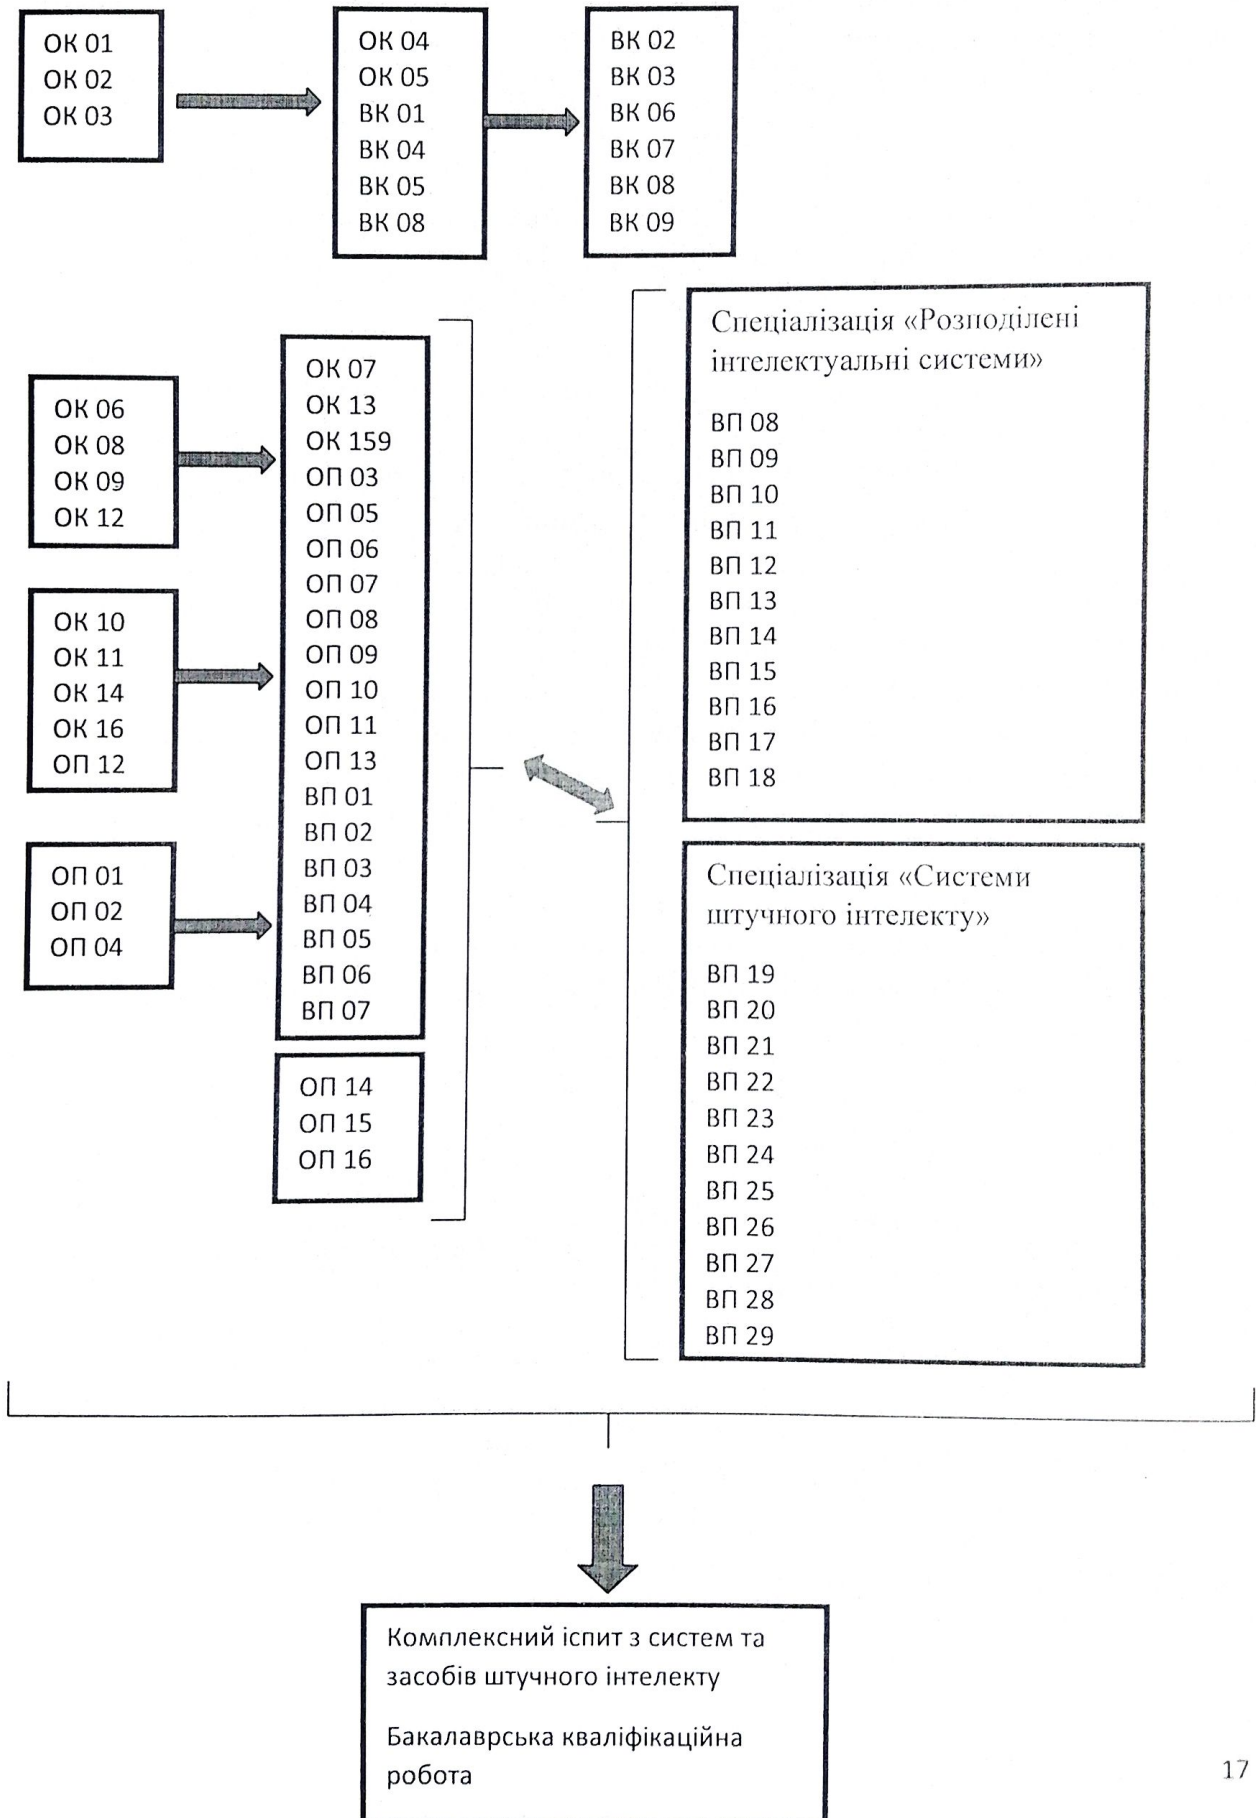 ОК 01
ОК 02
ОК 03
ОК 04
ОК 05
ВК 01
ВК 04
ВК 05
ВК 08
ВК 02
ВК 03
ВК 06
ВК 07
ВК 08
ВК 09
ОК 06
ОК 08
ОК 09
ОК 12
ОК 10
ОК 11
ОК 14
ОК 16
ОП 12
ОП 01
ОП 02
ОП 04
ОК 07
ОК 13
ОК 159
ОП 03
ОП 05
ОП 06
ОП 07
ОП 08
ОП 09
ОП 10
ОП 11
ОП 13
ВП 01
ВП 02
ВП 03
ВП 04
ВП 05
ВП 06
ВП 07
ОП 14
ОП 15
ОП 16
Спеціалізація «Розподілені
інтелектуальні системи»
ВП 08
ВП 09
ВП 10
ВП 11
ВП 12
ВП 13
ВП 14
ВП 15
ВП 16
ВП 17
ВП 18
Спеціалізація «Системи
штучного інтелекту»
ВП 19
ВП 20
ВП 21
ВП 22
ВП 23
ВП 24
ВП 25
ВП 26
ВП 27
ВП 28
ВП 29
Комплексний іспит з систем та
засобів штучного інтелекту
Бакалаврська кваліфікаційна
робота
17